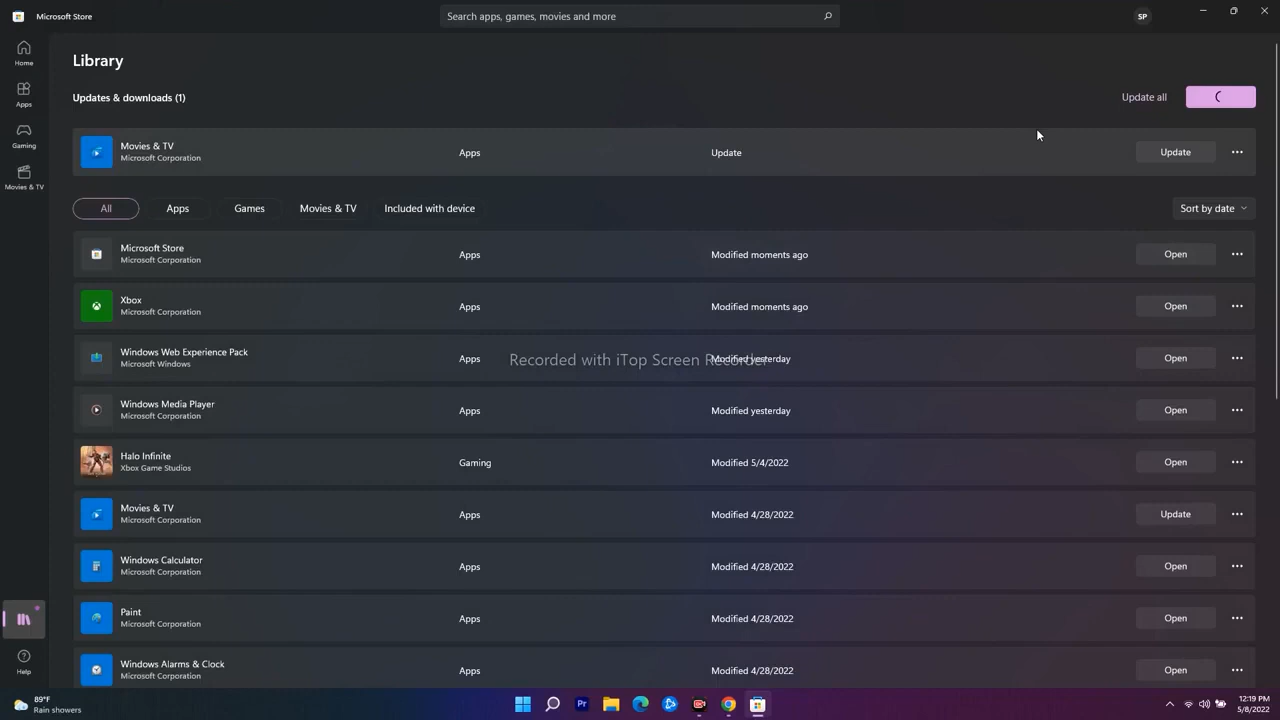 Microsoft Store
Search apps, games, movies and more
SP
Home
Apps
Gaming
Movies & TV
Help
Library
Updates & downloads (1)
Update all
Movies & TV
Microsoft Corporation
Apps
Update
Update
All
Apps
Games
Movies & TV
Included with device
Sort by date
Microsoft Store
Microsoft Corporation
Apps
Modified moments ago
Open
Xbox
Microsoft Corporation
Apps
Modified moments ago
Open
Windows Web Experience Pack
Microsoft Windows
Apps
Modified yesterday
Open
Recorded with iTop Screen Recorder
Windows Media Player
Microsoft Corporation
Apps
Modified yesterday
Open
Halo Infinite
Xbox Game Studios
Gaming
Modified 5/4/2022
Open
Movies & TV
Microsoft Corporation
Apps
Modified 4/28/2022
Update
Windows Calculator
Microsoft Corporation
Apps
Modified 4/28/2022
Open
Paint
Microsoft Corporation
Apps
Modified 4/28/2022
Open
Windows Alarms & Clock
Microsoft Corporation
Apps
Modified 4/28/2022
Open
89°F
Rain showers
Pr
12:19 PM
5/8/2022